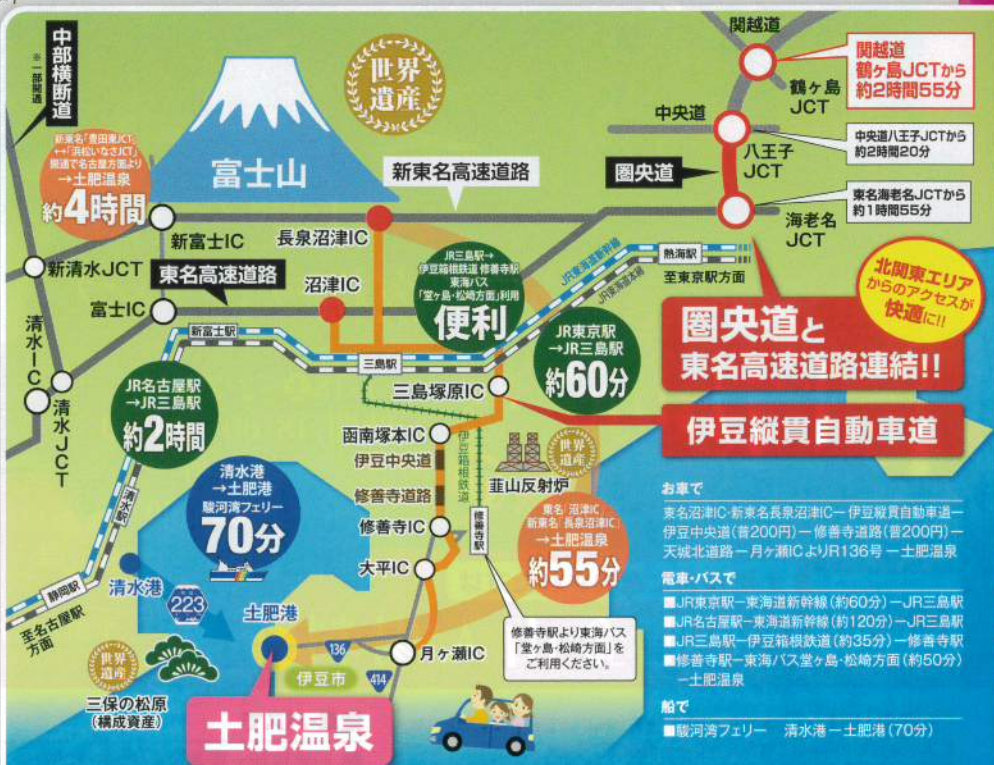 中部横断道
※一部開通
世界
遺産
富士山
新東名「豊田東JCT」
↔「浜松いなさJCT」
開通で名古屋方面より
→土肥温泉
約4時間
新東名高速道路
関越道
鶴ヶ島
JCT
関越道
鶴ヶ島JCTから
約2時間55分
中央道
八王子
JCT
中央道八王子JCTから
約2時間20分
圏央道
東名海老名JCTから
約1時間55分
海老名
JCT
新富士IC
長泉沼津IC
新清水JCT
東名高速道路
沼津IC
富士IC
JR三島駅→
伊豆箱根鉄道 修善寺駅
東海バス
「堂ヶ島・松崎方面」利用
便利
JR東海道新幹線
JR東海道本線
熱海駅
至東京駅方面
北関東エリア
からのアクセスが
快適に!!
圏央道と
東名高速道路連結!!
新富士駅
三島駅
JR東京駅
→JR三島駅
約60分
清水IC
清水JCT
JR名古屋駅
→JR三島駅
約2時間
三島塚原IC
伊豆縦貫自動車道
函南塚本IC
伊豆中央道
伊豆箱根鉄道
世界
遺産
韮山反射炉
修善寺道路
修善寺IC
修善寺駅
大平IC
清水港
→土肥港
駿河湾フェリー
70分
東名「沼津IC」
新東名「長泉沼津IC」
→土肥温泉
約55分
清水駅
静岡駅
至名古屋駅
方面
清水港
223
土肥港
136
伊豆市
414
月ヶ瀬IC
修善寺駅より東海バス
「堂ヶ島・松崎方面」を
ご利用ください。
世界
遺産
三保の松原
(構成資産)
土肥温泉
お車で
東名沼津IC・新東名長泉沼津IC−伊豆縦貫自動車道−
伊豆中央道(普200円)−修善寺道路(普200円)−
天城北道路−月ヶ瀬ICよりR136号−土肥温泉
電車・バスで
■JR東京駅−東海道新幹線(約60分)−JR三島駅
■JR名古屋駅−東海道新幹線(約120分)−JR三島駅
■JR三島駅−伊豆箱根鉄道(約35分)−修善寺駅
■修善寺駅−東海バス堂ヶ島・松崎方面(約50分)
−土肥温泉
船で
■駿河湾フェリー 清水港−土肥港(70分)